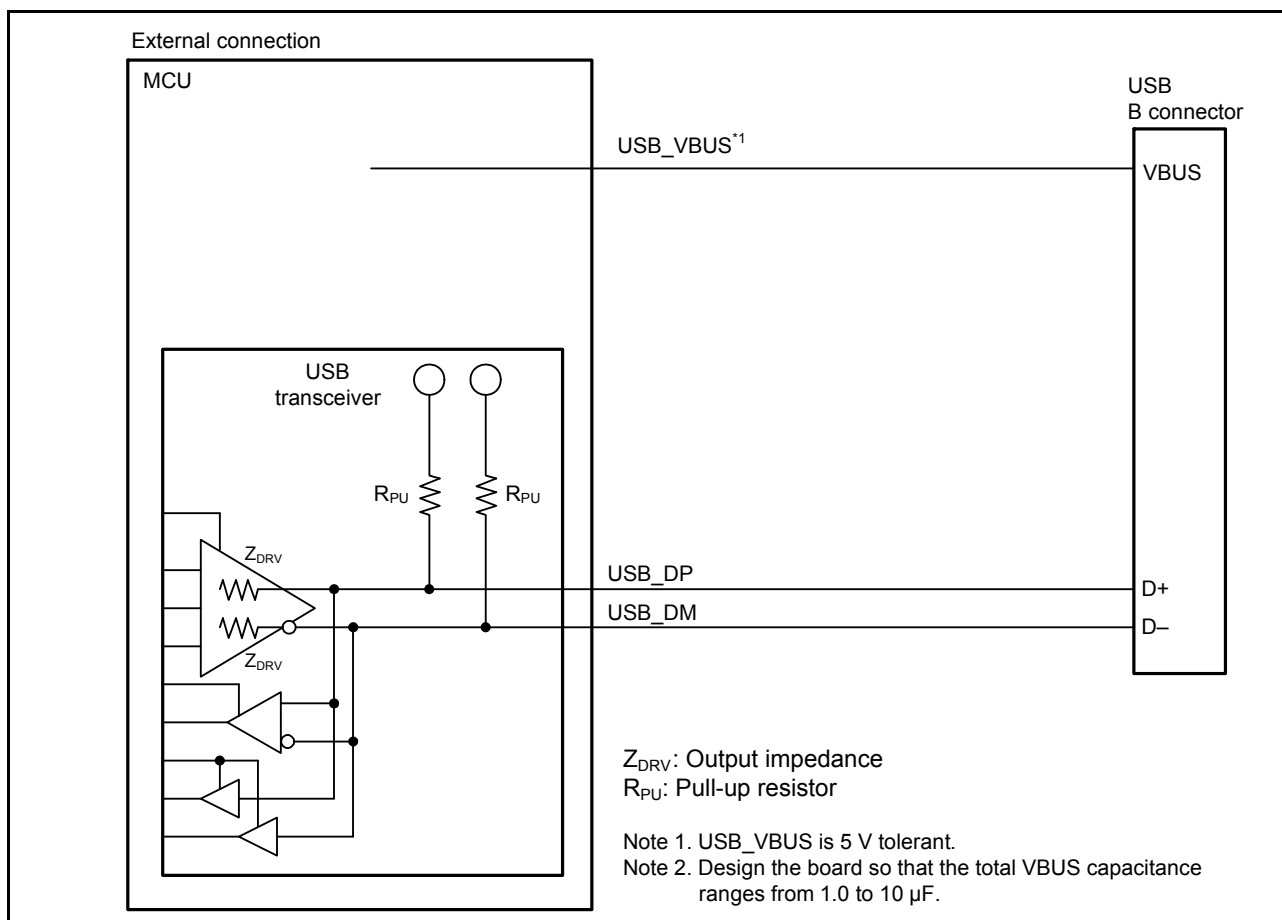 External connection
MCU
USB
B connector
USB_VBUS*1
VBUS
USB
transceiver
RPU
RPU
ZDRV
USB_DP
D+
USB_DM
D–
ZDRV
ZDRV: Output impedance
RPU: Pull-up resistor
Note 1. USB_VBUS is 5 V tolerant.
Note 2. Design the board so that the total VBUS capacitance
ranges from 1.0 to 10 µF.